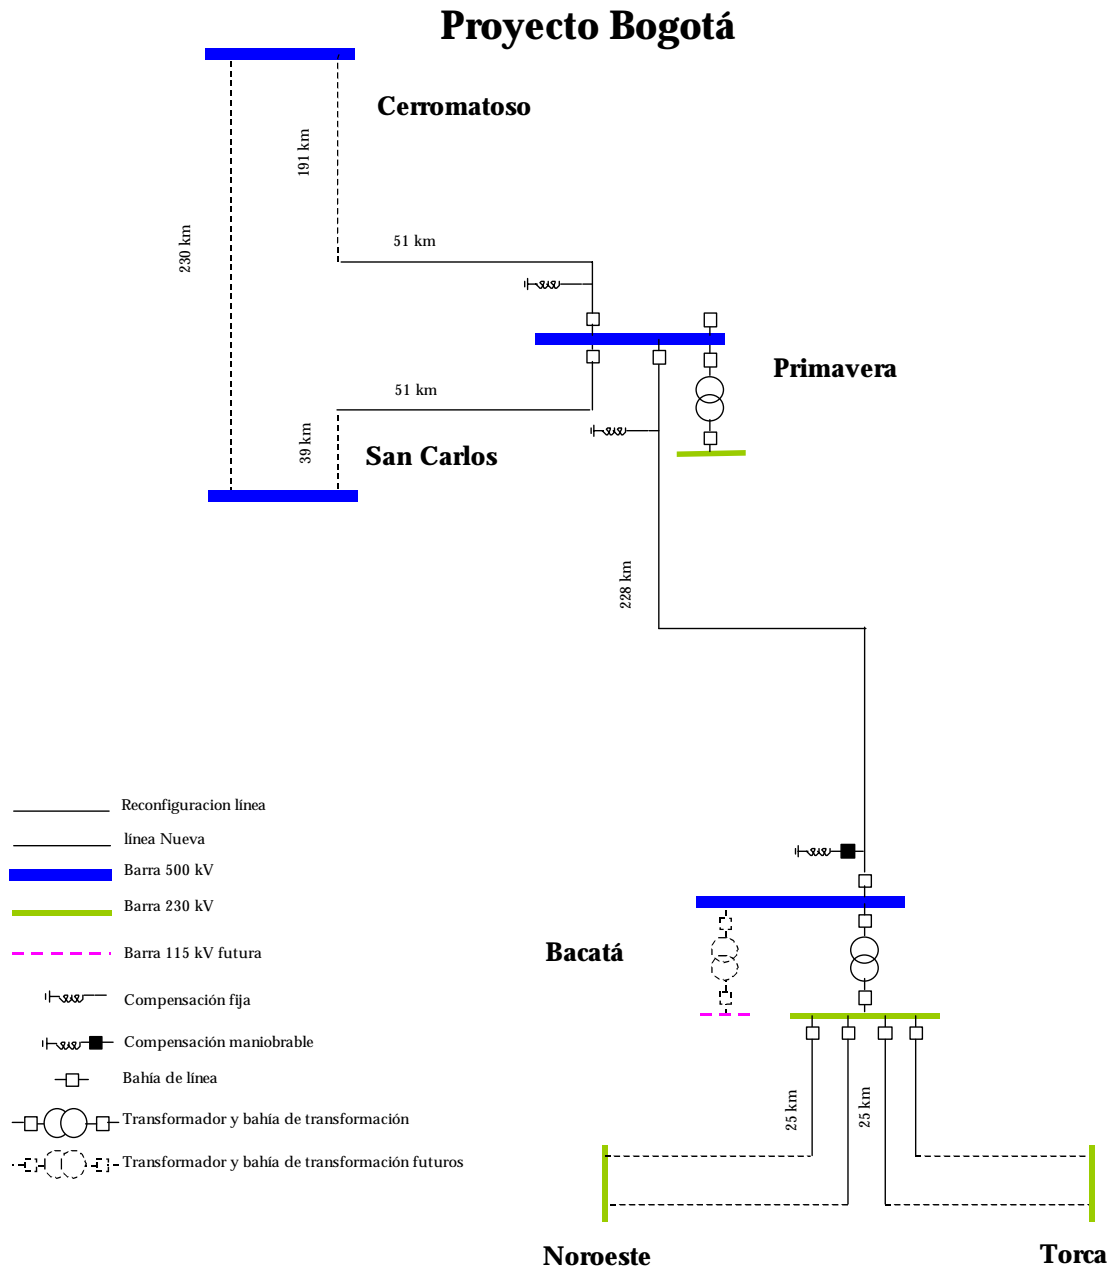 Proyecto Bogotá
Cerromatoso
191 km
230 km
51 km
Primavera
51 km
39 km
San Carlos
228 km
Reconfiguracion línea
línea Nueva
Barra 500 kV
Barra 230 kV
Barra 115 kV futura
Compensación fija
Compensación maniobrable
Bahía de línea
Transformador y bahía de transformación
Transformador y bahía de transformación futuros
Bacatá
25 km
25 km
Noroeste
Torca